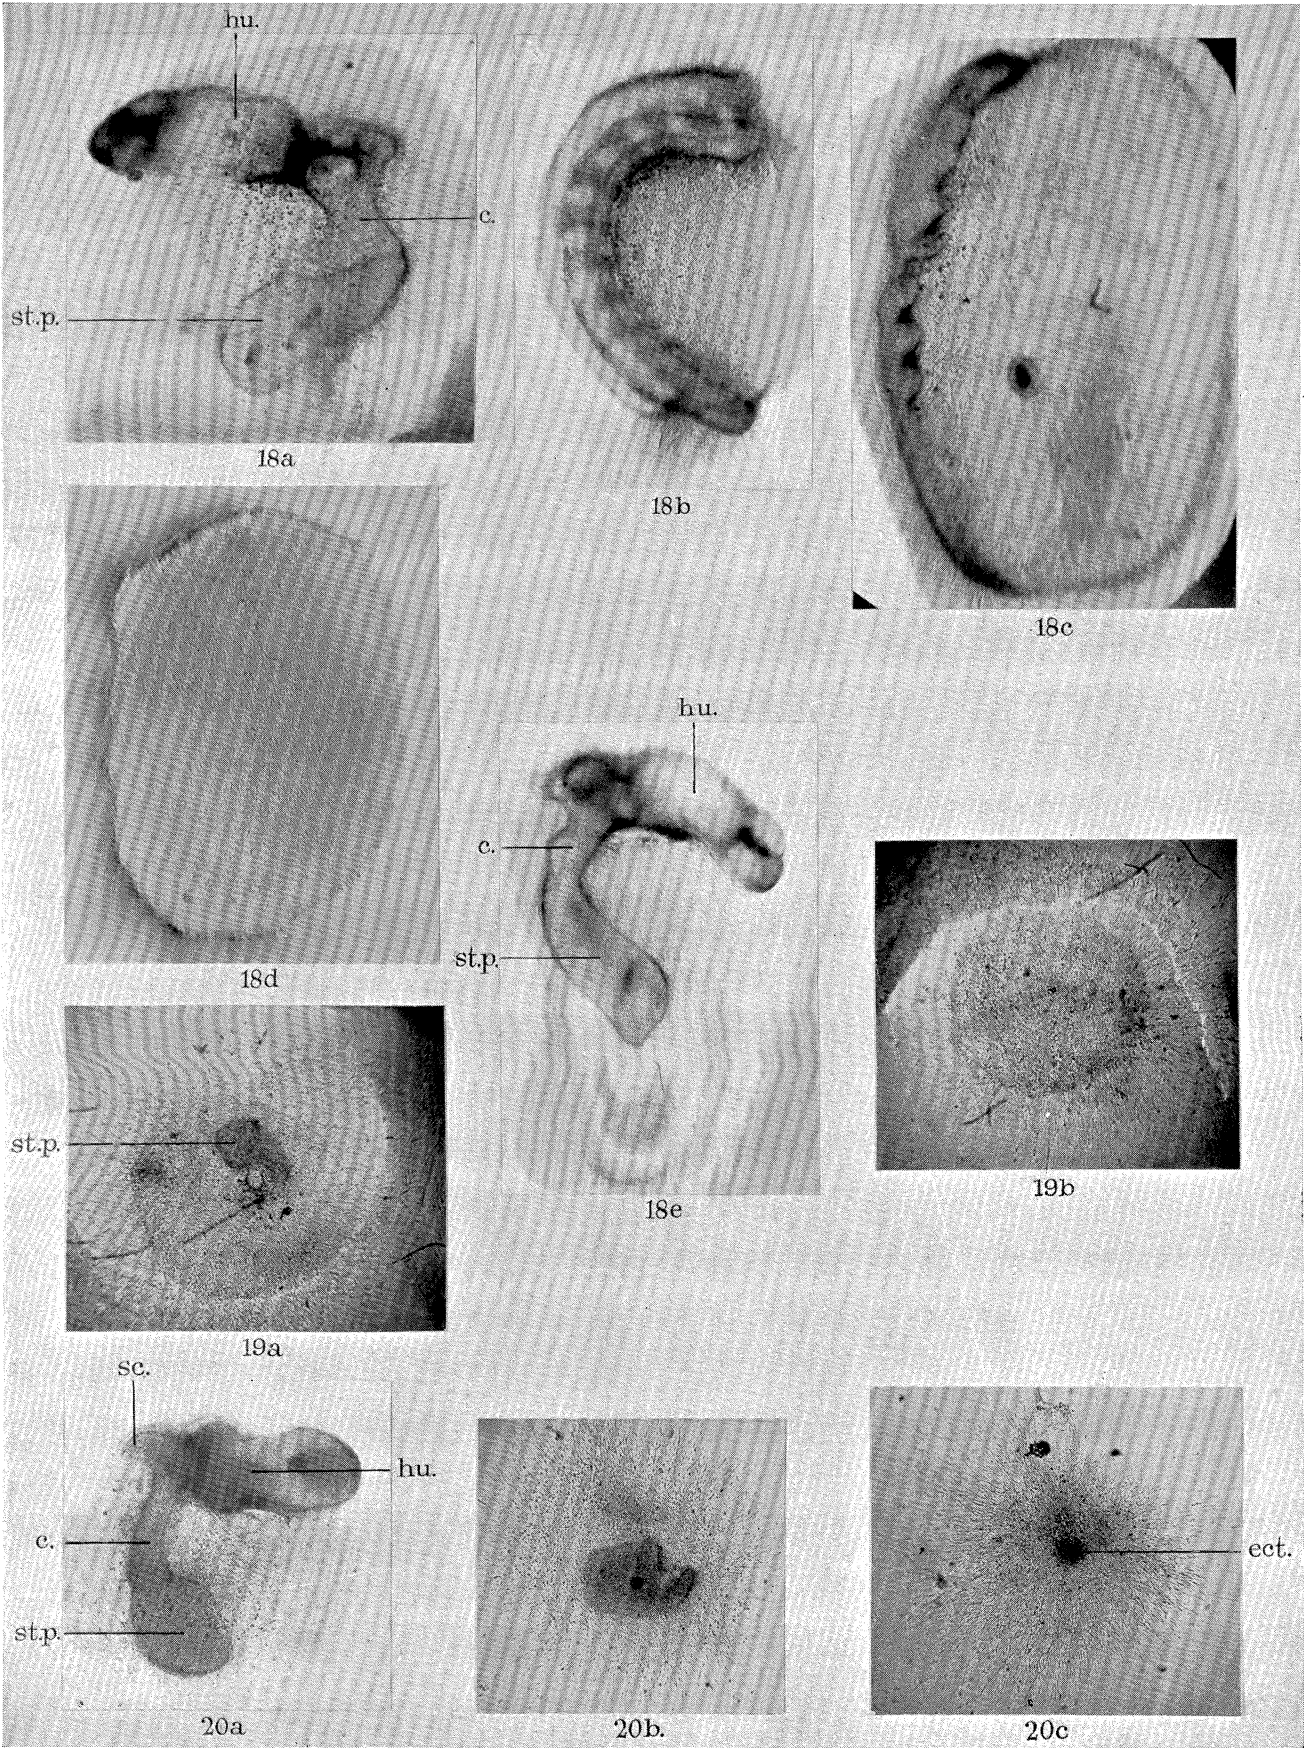 hu.
c.
st.p.
18a
18b
18c
18d
hu.
c.
st.p.
18e
19b
st.p.
19a
sc.
hu.
c.
st.p.
ect.
20a
20b.
20c